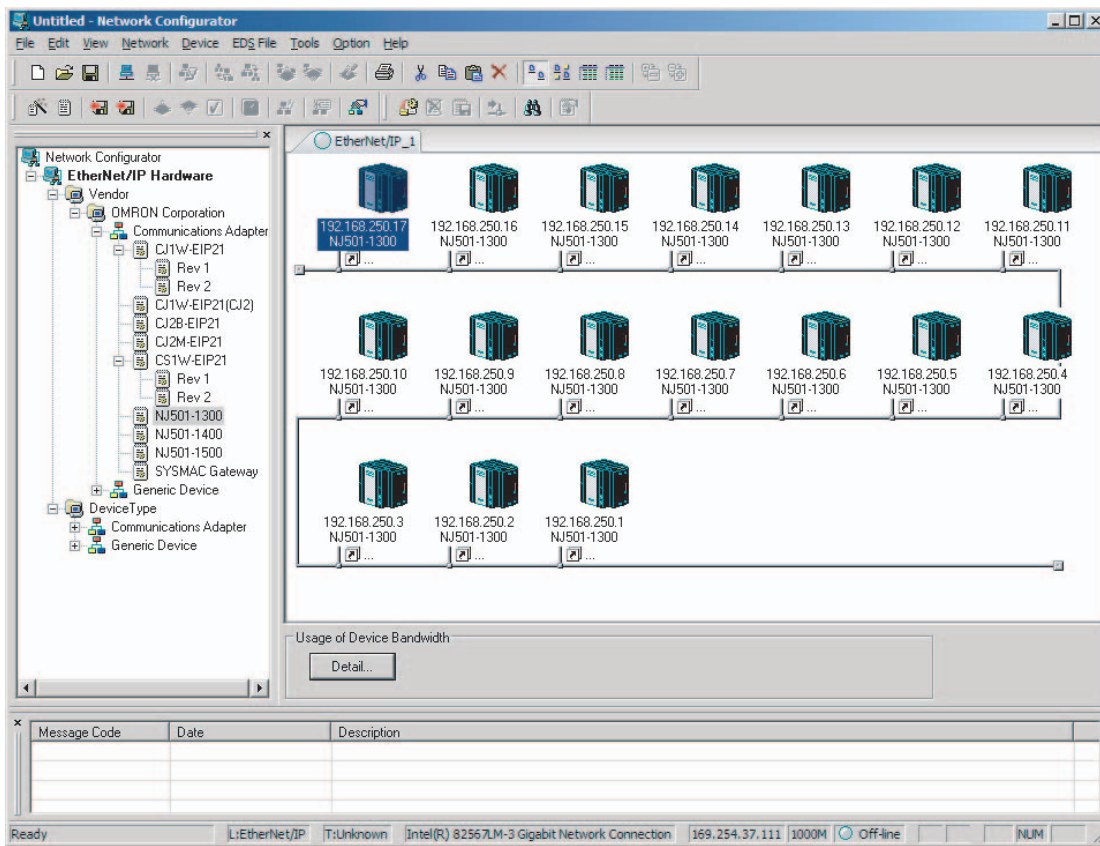 Untitled - Network Configurator
File Edit View Network Device EDS File Tools Option Help
Network Configurator
EtherNet/IP Hardware
Vendor
OMRON Corporation
Communications Adapter
CJ1W-EIP21
Rev 1
Rev 2
CJ1W-EIP21(CJ2)
CJ2B-EIP21
CJ2M-EIP21
CS1W-EIP21
Rev 1
Rev 2
NJ501-1300
NJ501-1400
NJ501-1500
SYSMAC Gateway
Generic Device
DeviceType
Communications Adapter
Generic Device
EtherNet/IP_1
192.168.250.17 192.168.250.16 192.168.250.15 192.168.250.14 192.168.250.13 192.168.250.12 192.168.250.11
NJ501-1300 NJ501-1300 NJ501-1300 NJ501-1300 NJ501-1300 NJ501-1300 NJ501-1300
... ... ... ... ... ... ...
192.168.250.10 192.168.250.9 192.168.250.8 192.168.250.7 192.168.250.6 192.168.250.5 192.168.250.4
NJ501-1300 NJ501-1300 NJ501-1300 NJ501-1300 NJ501-1300 NJ501-1300 NJ501-1300
... ... ... ... ... ... ...
192.168.250.3 192.168.250.2 192.168.250.1
NJ501-1300 NJ501-1300 NJ501-1300
... ... ...
Usage of Device Bandwidth
Detail...
Message Code Date Description
Ready L:EtherNet/IP T:Unknown Intel(R) 82567LM-3 Gigabit Network Connection 169.254.37.111 1000M Off-line NUM